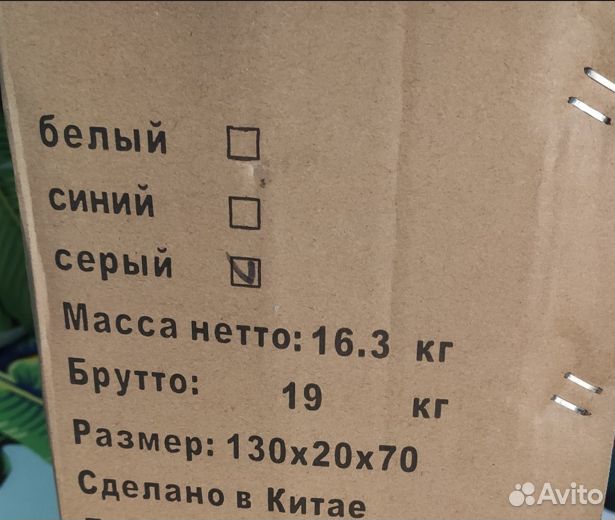 белый
синий
серый
Масса нетто: 16.3 кг
Брутто: 19 кг
Размер: 130x20x70
Сделано в Китае
Avito